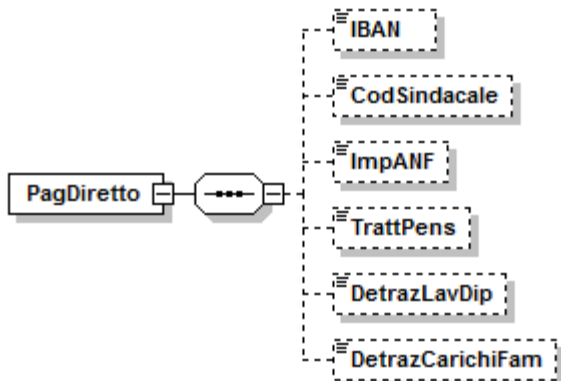 IBAN
CodSindacale
ImpANF
PagDiretto
TrattPens
DetrazLavDip
DetrazCarichiFam